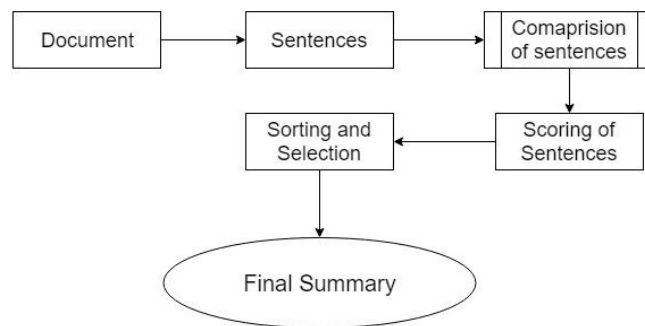 Document
Sentences
Comaprision
of sentences
Sorting and
Selection
Scoring of
Sentences
Final Summary